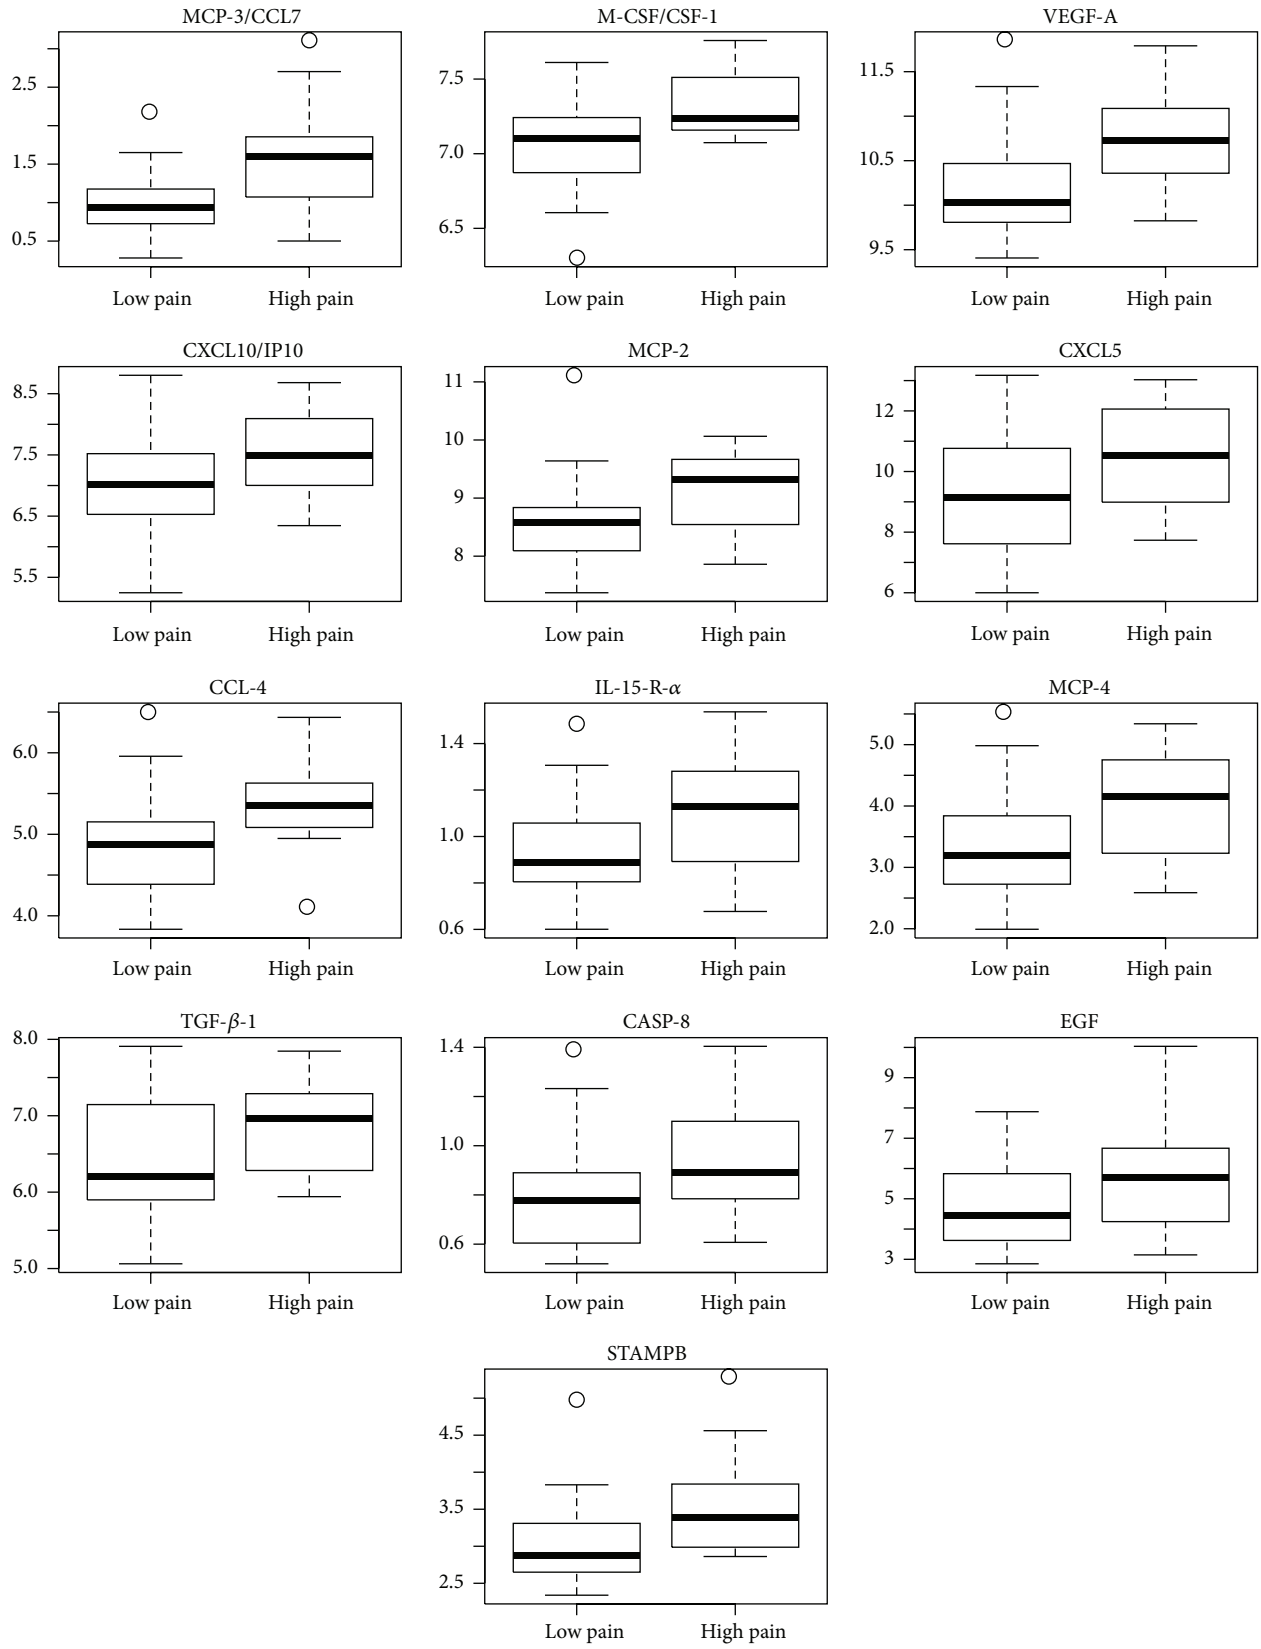 MCP-3/CCL7
2.5
1.5
0.5
Low pain High pain
M-CSF/CSF-1
7.5
7.0
6.5
Low pain High pain
VEGF-A
11.5
10.5
9.5
Low pain High pain
CXCL10/IP10
8.5
7.5
6.5
5.5
Low pain High pain
MCP-2
11
10
9
8
Low pain High pain
CXCL5
12
10
8
6
Low pain High pain
CCL-4
6.0
5.0
4.0
Low pain High pain
IL-15-R-α
1.4
1.0
0.6
Low pain High pain
MCP-4
5.0
4.0
3.0
2.0
Low pain High pain
TGF-β-1
8.0
7.0
6.0
5.0
Low pain High pain
CASP-8
1.4
1.0
0.6
Low pain High pain
EGF
9
7
5
3
Low pain High pain
STAMPB
4.5
3.5
2.5
Low pain High pain